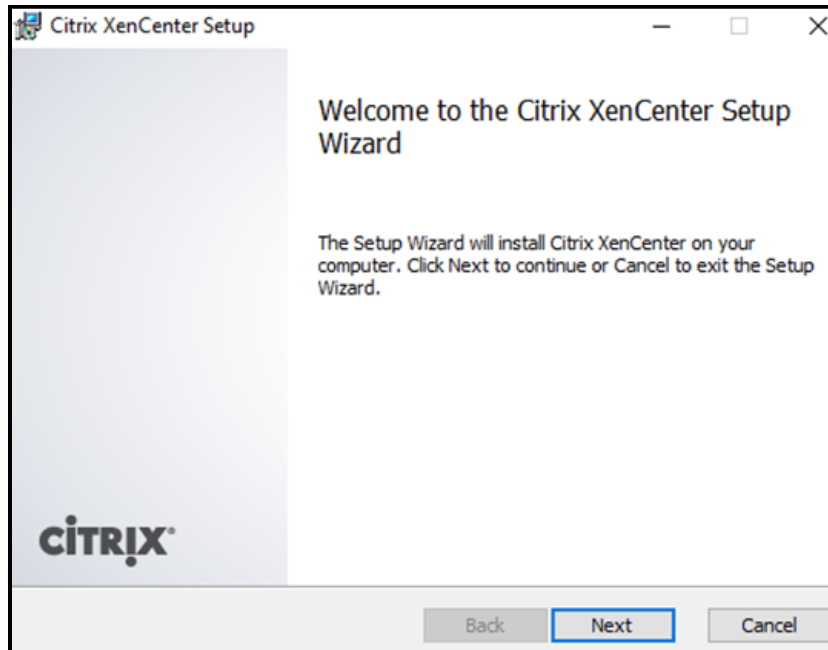 Citrix XenCenter Setup
Welcome to the Citrix XenCenter Setup
Wizard
The Setup Wizard will install Citrix XenCenter on your
computer. Click Next to continue or Cancel to exit the Setup
Wizard.
CITRIX®
Back Next Cancel